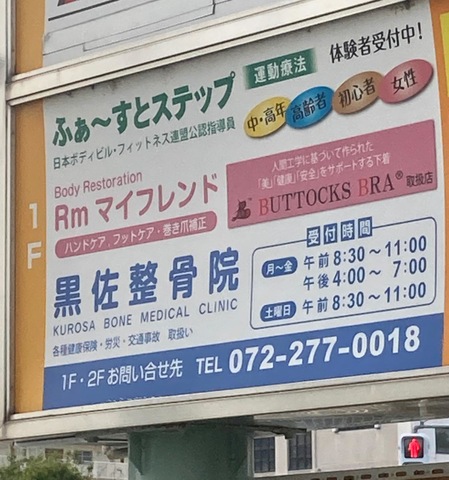 ふぁ～すとステップ
運動療法
体験者受付中!
日本ボディビル・フィットネス連盟公認指導員
中・高年
高齢者
初心者
女性
Body Restoration
Rm マイフレンド
ハンドケア、フットケア・巻き爪補正
人間工学に基づいて作られた
「美」「健康」「安全」をサポートする下着
BUTTOCKS BRA® 取扱店
1F
黒佐整骨院
KUROSA BONE MEDICAL CLINIC
各種健康保険・労災・交通事故 取扱い
受付時間
月～金 午前 8:30～11:00
午後 4:00～ 7:00
土曜日 午前 8:30～11:00
1F・2Fお問い合せ先 TEL 072-277-0018